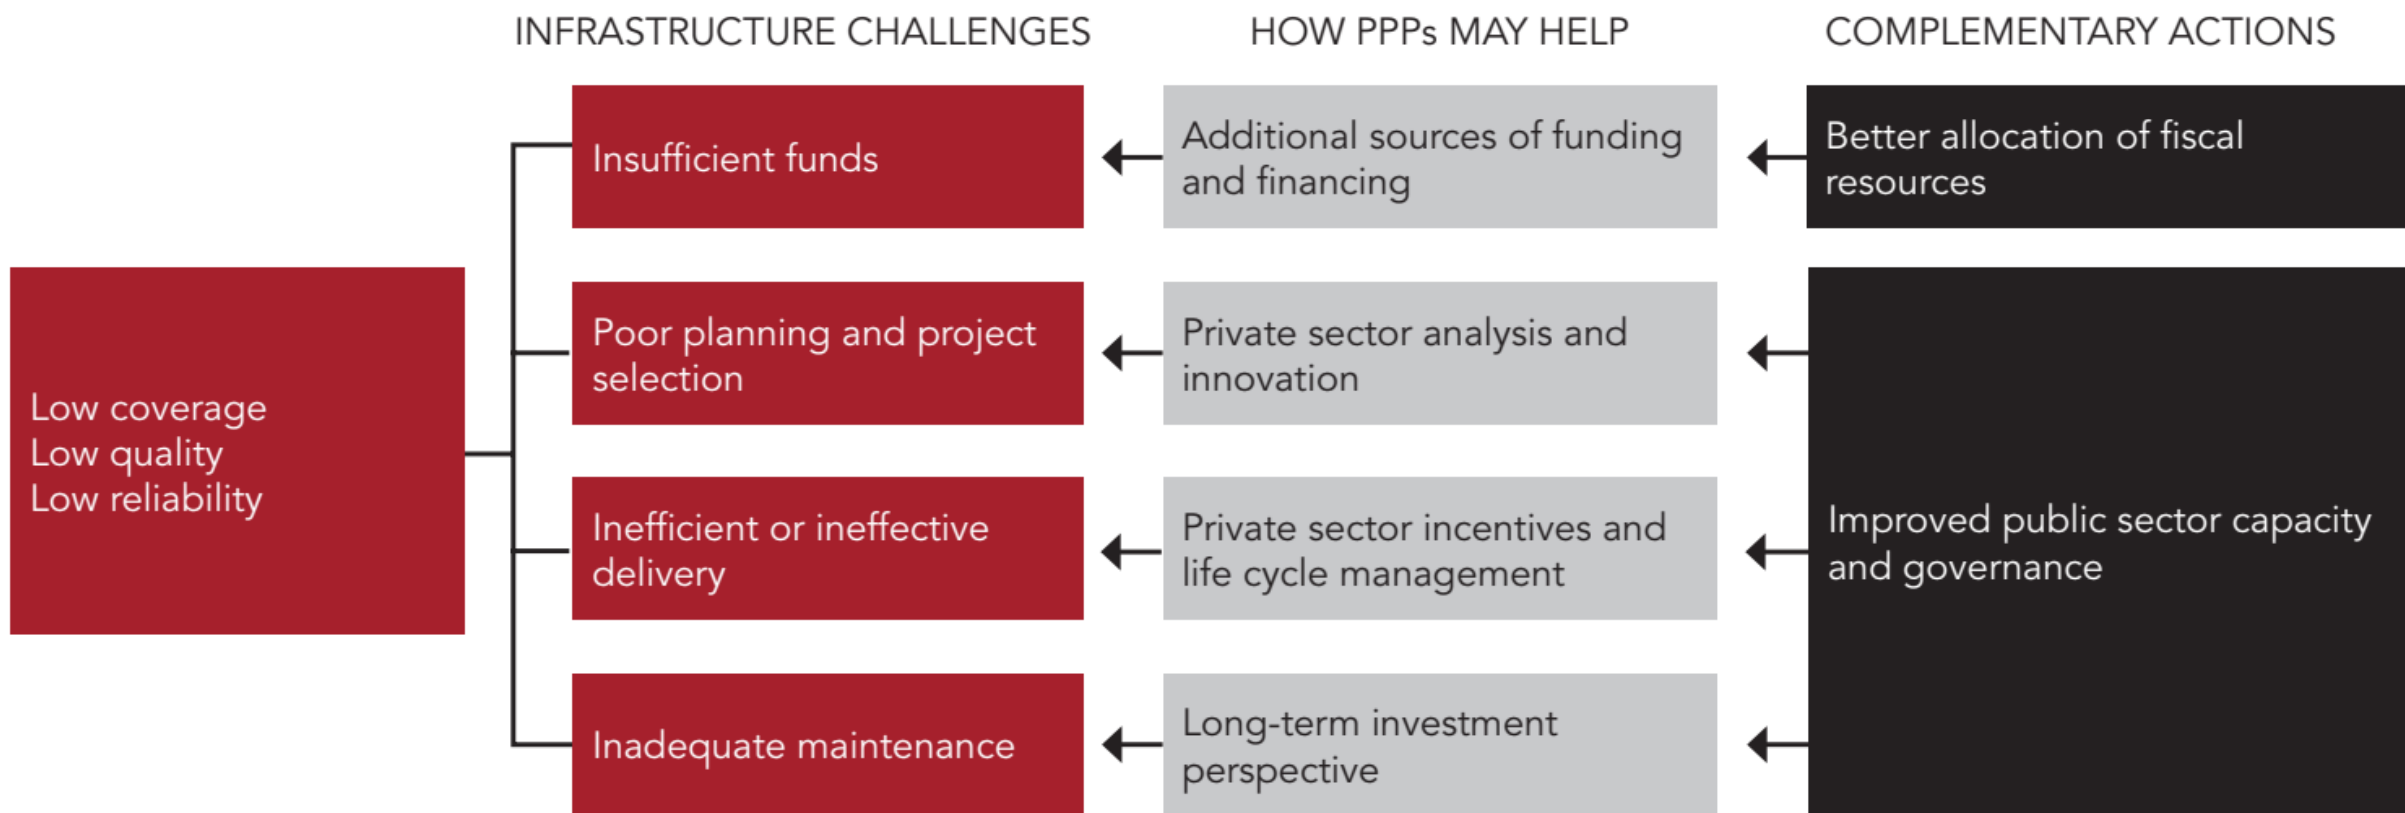 INFRASTRUCTURE CHALLENGES
HOW PPPs MAY HELP
COMPLEMENTARY ACTIONS
Low coverage
Low quality
Low reliability
Insufficient funds
Additional sources of funding
and financing
Better allocation of fiscal
resources
Poor planning and project
selection
Private sector analysis and
innovation
Inefficient or ineffective
delivery
Private sector incentives and
life cycle management
Inadequate maintenance
Long-term investment
perspective
Improved public sector capacity
and governance